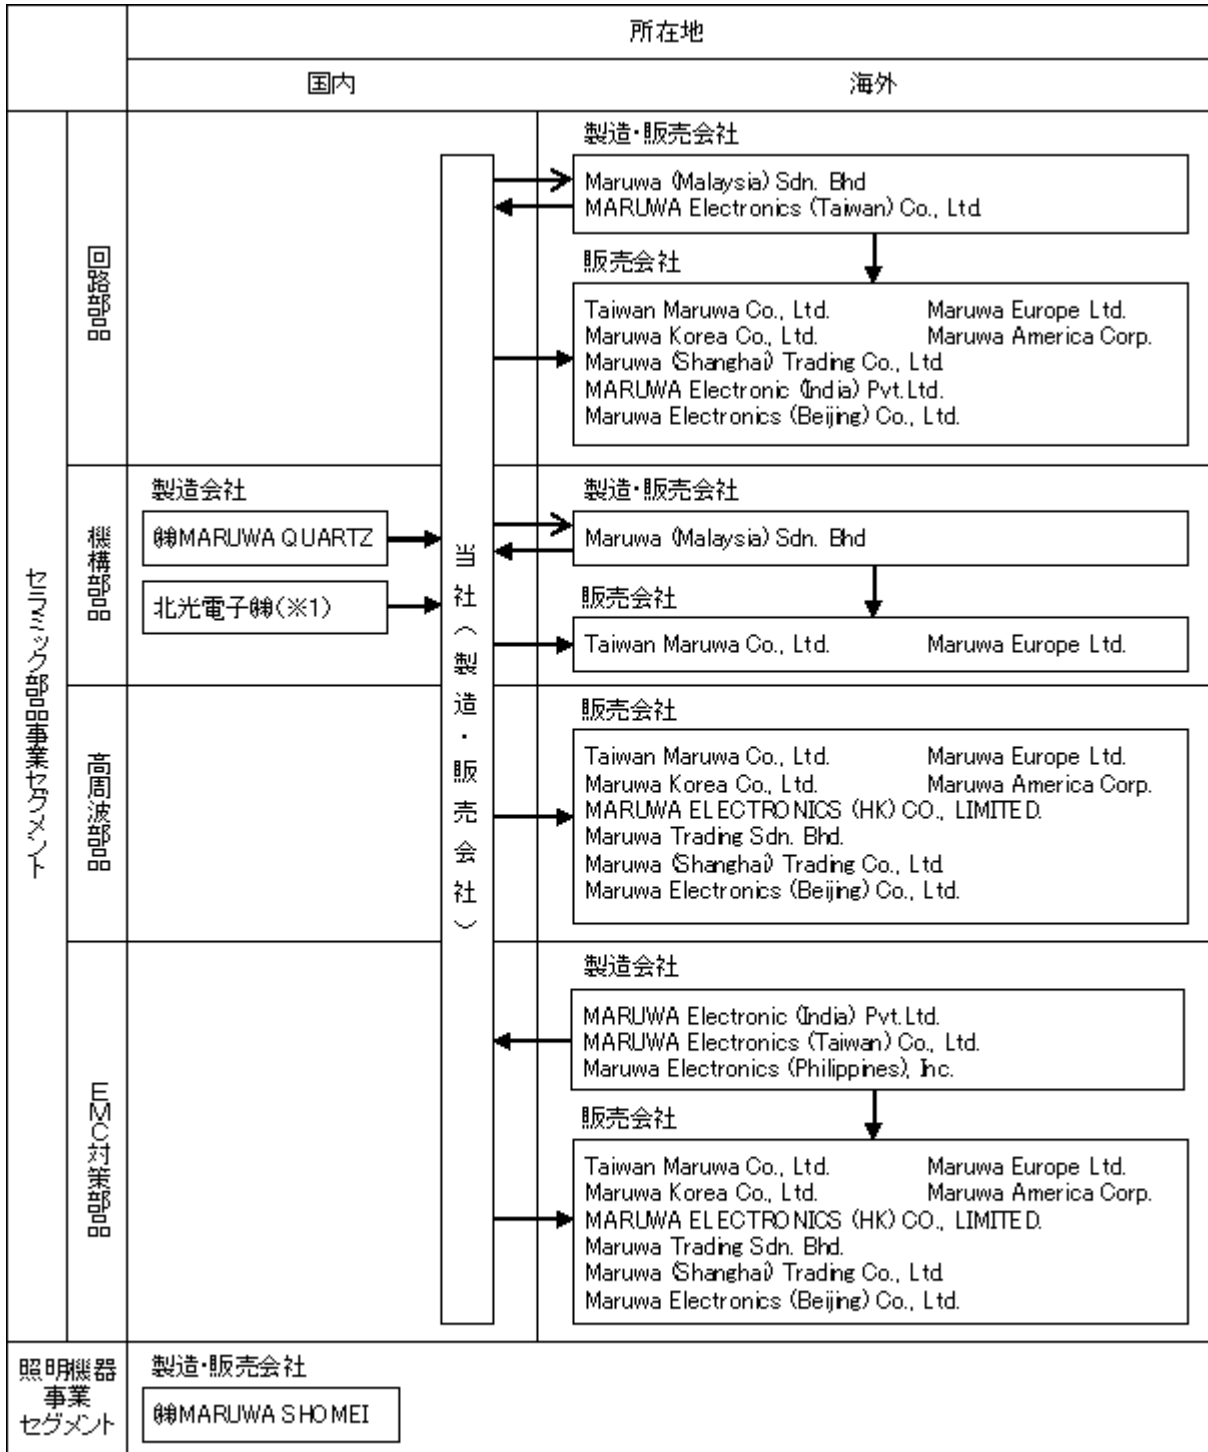 所在地
国内
海外
セラミック部品事業セグメント
回路部品
当社(製造・販売会社)
製造・販売会社
Maruwa (Malaysia) Sdn. Bhd
MARUWA Electronics (Taiwan) Co., Ltd.
販売会社
Taiwan Maruwa Co., Ltd. Maruwa Europe Ltd.
Maruwa Korea Co., Ltd. Maruwa America Corp.
Maruwa (Shanghai) Trading Co., Ltd.
MARUWA Electronic (India) Pvt.Ltd.
Maruwa Electronics (Beijing) Co., Ltd.
機構部品
製造会社
㈱MARUWA QUARTZ
北光電子㈱(※1)
製造・販売会社
Maruwa (Malaysia) Sdn. Bhd
販売会社
Taiwan Maruwa Co., Ltd. Maruwa Europe Ltd.
高周波部品
販売会社
Taiwan Maruwa Co., Ltd. Maruwa Europe Ltd.
Maruwa Korea Co., Ltd. Maruwa America Corp.
MARUWA ELECTRONICS (HK) CO., LIMITED.
Maruwa Trading Sdn. Bhd.
Maruwa (Shanghai) Trading Co., Ltd.
Maruwa Electronics (Beijing) Co., Ltd.
EMC対策部品
製造会社
MARUWA Electronic (India) Pvt.Ltd.
MARUWA Electronics (Taiwan) Co., Ltd.
Maruwa Electronics (Philippines), Inc.
販売会社
Taiwan Maruwa Co., Ltd. Maruwa Europe Ltd.
Maruwa Korea Co., Ltd. Maruwa America Corp.
MARUWA ELECTRONICS (HK) CO., LIMITED.
Maruwa Trading Sdn. Bhd.
Maruwa (Shanghai) Trading Co., Ltd.
Maruwa Electronics (Beijing) Co., Ltd.
照明機器
事業
セグメント
製造・販売会社
㈱MARUWA SHOMEI